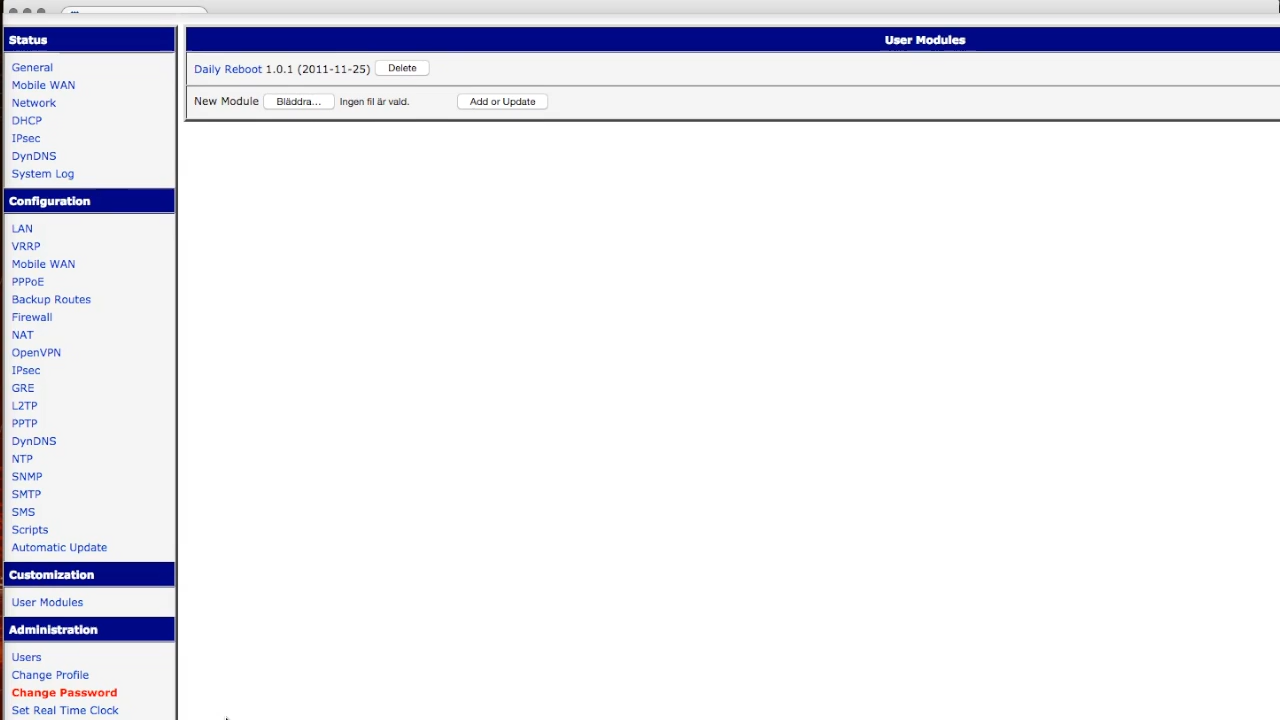 Status
General
Mobile WAN
Network
DHCP
IPsec
DynDNS
System Log
Configuration
LAN
VRRP
Mobile WAN
PPPoE
Backup Routes
Firewall
NAT
OpenVPN
IPsec
GRE
L2TP
PPTP
DynDNS
NTP
SNMP
SMTP
SMS
Scripts
Automatic Update
Customization
User Modules
Administration
Users
Change Profile
Change Password
Set Real Time Clock
User Modules
Daily Reboot 1.0.1 (2011-11-25) Delete
New Module Bläddra... Ingen fil är vald. Add or Update